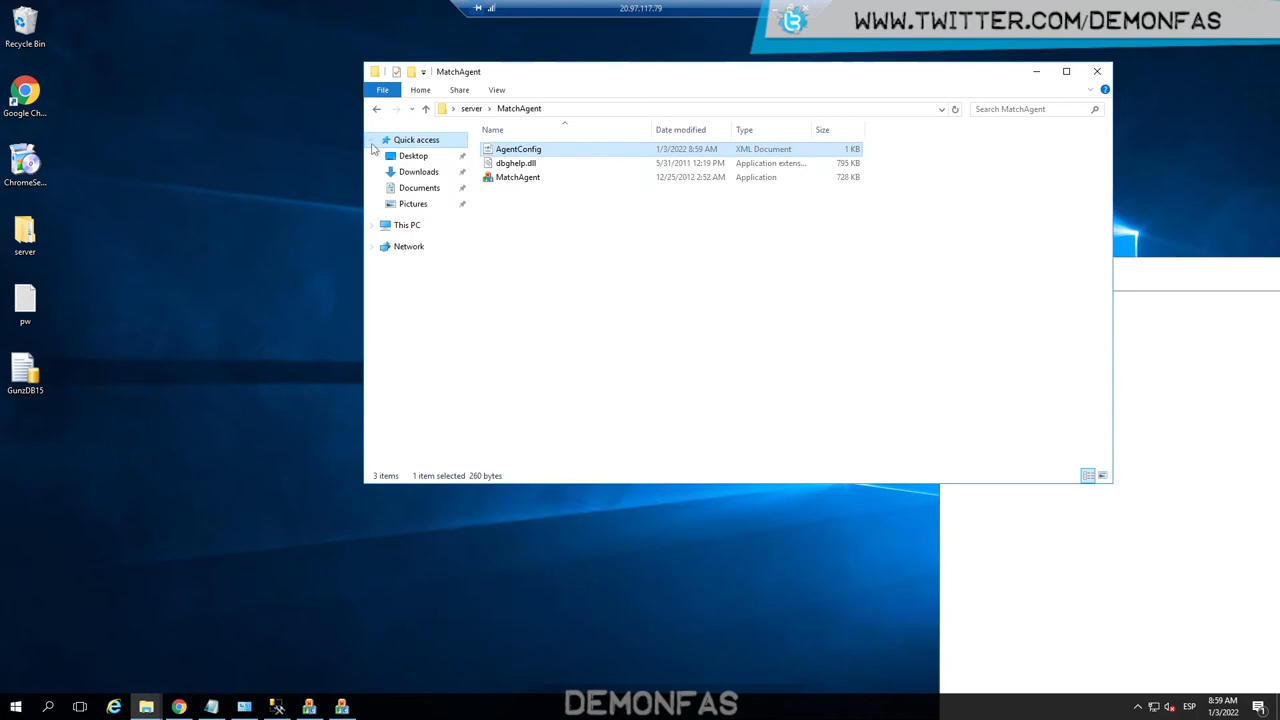 20.97.117.79
WWW.TWITTER.COM/DEMONFAS
Recycle Bin
Google Ch...
ChromeSe...
server
pw
GunzDB15
MatchAgent
File Home Share View
server > MatchAgent
Search MatchAgent
Quick access
Desktop
Downloads
Documents
Pictures
This PC
Network
Name Date modified Type Size
AgentConfig 1/3/2022 8:59 AM XML Document 1 KB
dbghelp.dll 5/31/2011 12:19 PM Application extens... 795 KB
MatchAgent 12/25/2012 2:52 AM Application 728 KB
3 items 1 item selected 260 bytes
DEMONFAS
ESP
8:59 AM
1/3/2022
1